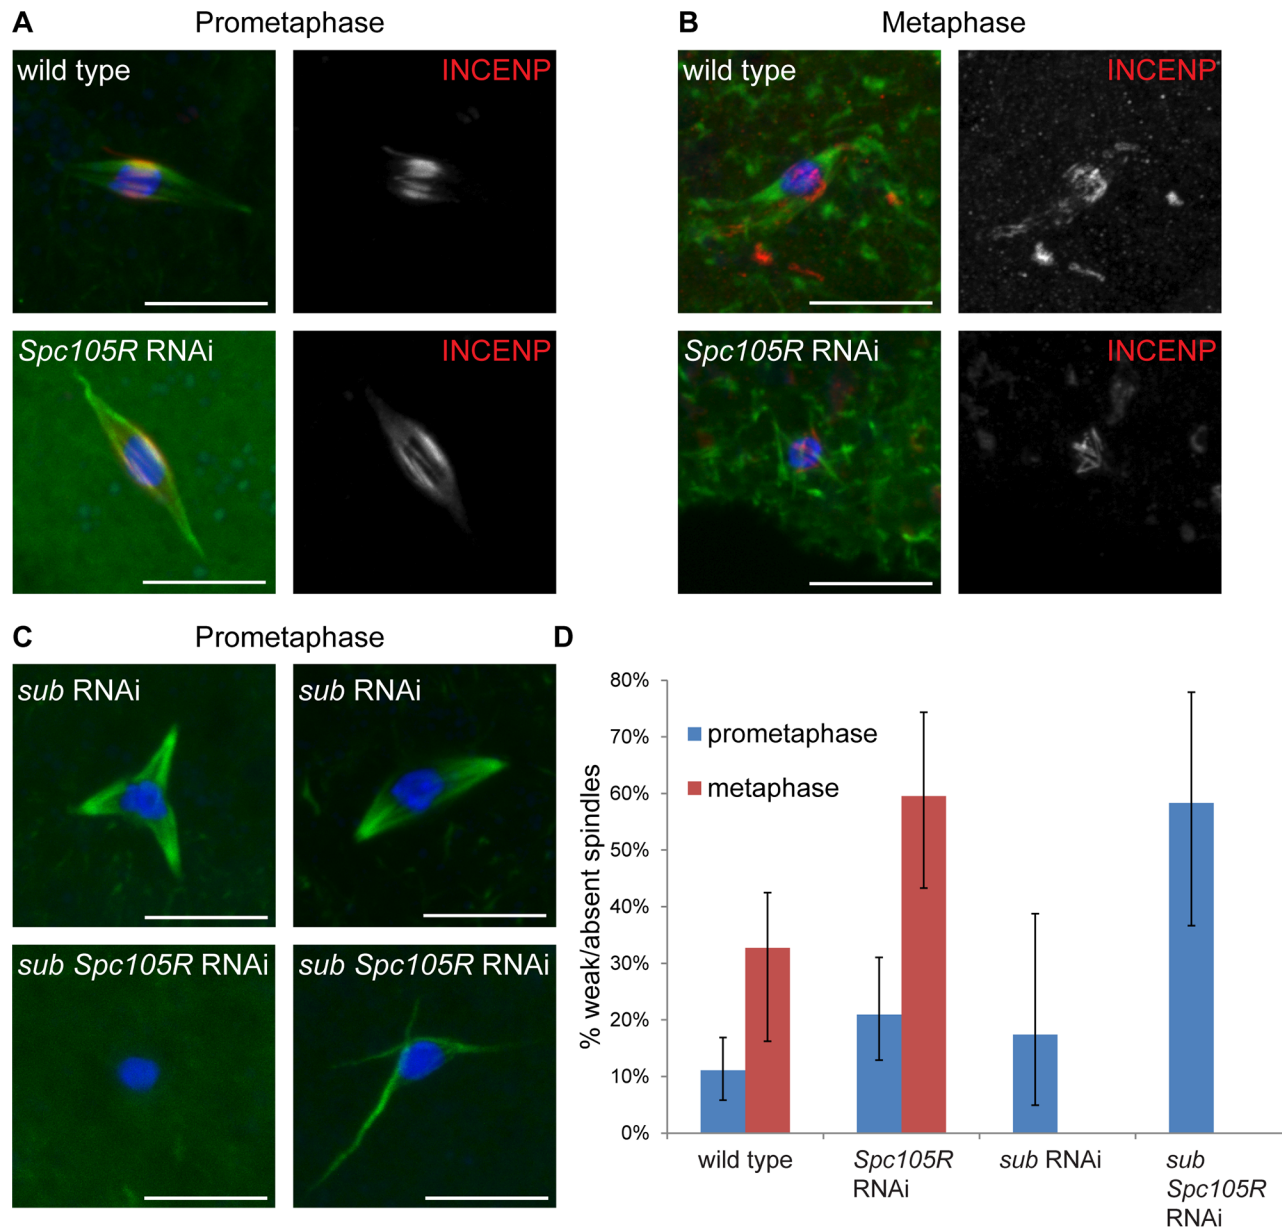 A
Prometaphase
wild type
INCENP
Spc105R RNAi
INCENP
B
Metaphase
wild type
INCENP
Spc105R RNAi
INCENP
C
Prometaphase
sub RNAi
sub RNAi
sub Spc105R RNAi
sub Spc105R RNAi
D
% weak/absent spindles
80%
70%
60%
50%
40%
30%
20%
10%
0%
prometaphase
metaphase
wild type
Spc105R
RNAi
sub RNAi
sub
Spc105R
RNAi